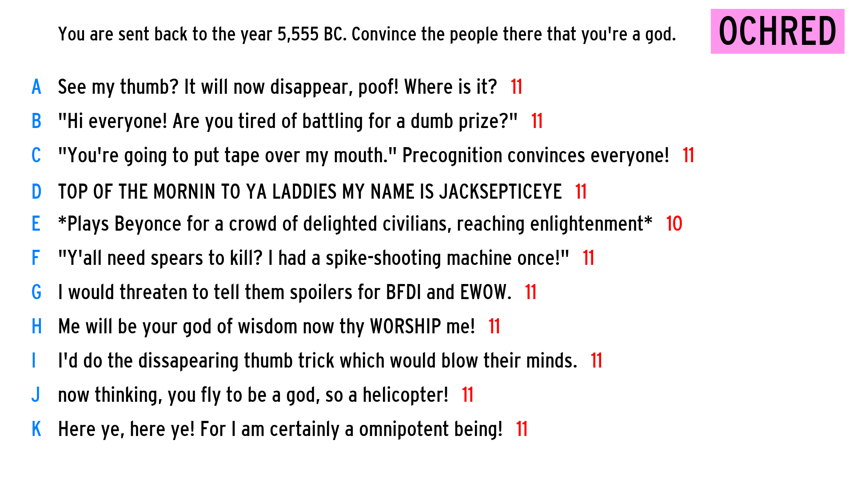 You are sent back to the year 5,555 BC. Convince the people there that you're a god.
OCHRED
A See my thumb? It will now disappear, poof! Where is it? 11
B "Hi everyone! Are you tired of battling for a dumb prize?" 11
C "You're going to put tape over my mouth." Precognition convinces everyone! 11
D TOP OF THE MORNIN TO YA LADDIES MY NAME IS JACKSEPTICEYE 11
E *Plays Beyonce for a crowd of delighted civilians, reaching enlightenment* 10
F "Y'all need spears to kill? I had a spike-shooting machine once!" 11
G I would threaten to tell them spoilers for BFDI and EWOW. 11
H Me will be your god of wisdom now thy WORSHIP me! 11
I I'd do the dissapearing thumb trick which would blow their minds. 11
J now thinking, you fly to be a god, so a helicopter! 11
K Here ye, here ye! For I am certainly a omnipotent being! 11